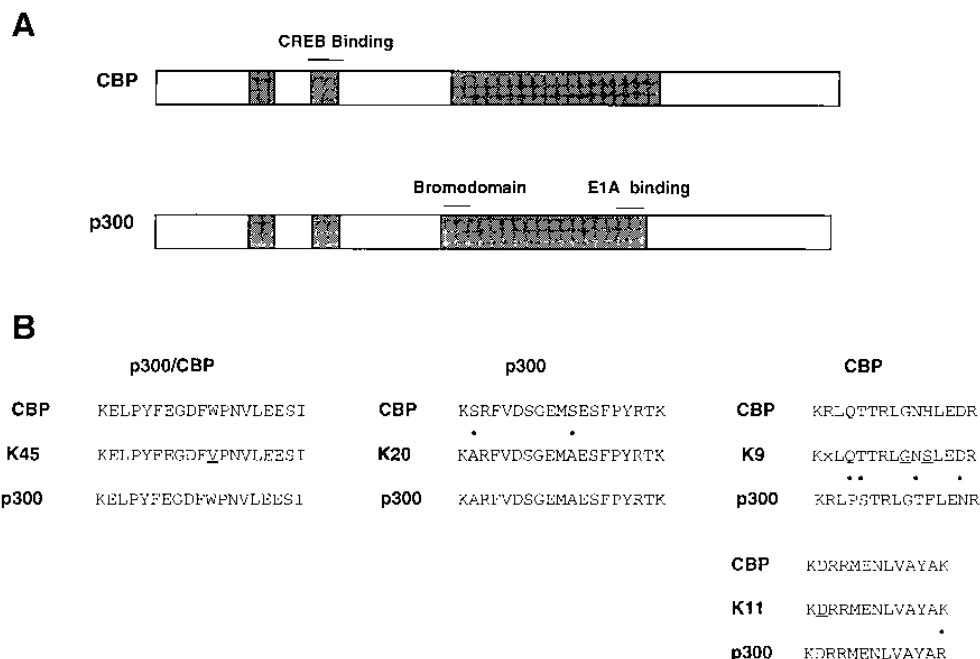 A
CREB Binding
CBP
Bromodomain E1A binding
p300
B
p300/CBP p300 CBP
CBP KELPYFEGDFWPNVLEESI CBP KSRFVDSGEMSESFPYRTK CBP KRLQTTRLGNHLEDR
K45 KELPYFEGDFVPNVLEESI K20 KARFVDSGEMAESFPYRTK K9 KxLQTTRLGNSLEDR
p300 KELPYFEGDFWPNVLEESI p300 KARFVDSGEMAESFPYRTK p300 KRLPSTRLGTFLENR
CBP KDRRMENLVAYAK
K11 KDRRMENLVAYAK
p300 KDRRMENLVAYAR